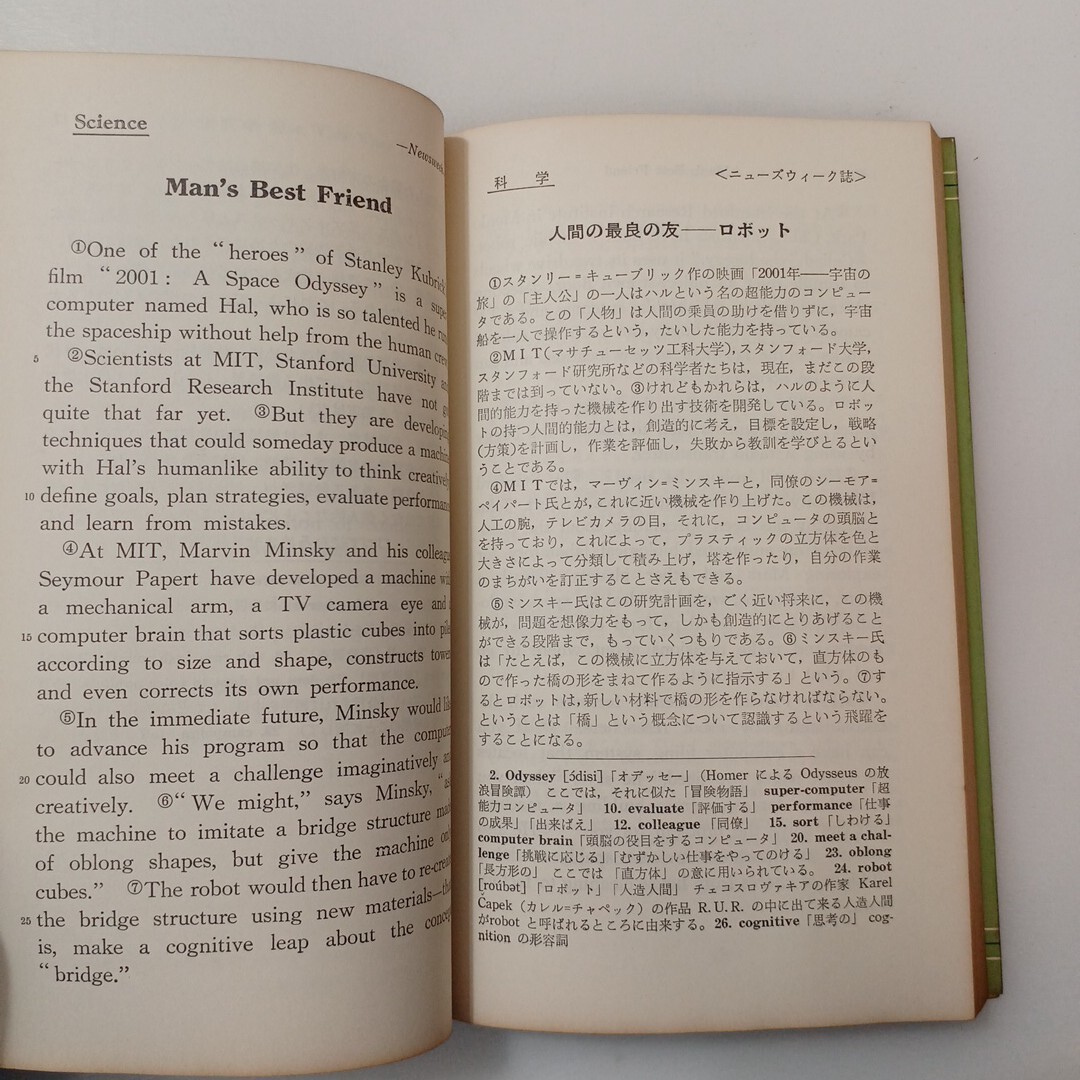 Science
—Newsweek
Man's Best Friend
①One of the "heroes" of Stanley Kubrick's
film "2001: A Space Odyssey" is a super-
computer named Hal, who is so talented he runs
the spaceship without help from the human crew.
5 ②Scientists at MIT, Stanford University and
the Stanford Research Institute have not got
quite that far yet. ③But they are developing
techniques that could someday produce a machine
with Hal's humanlike ability to think creatively,
10 define goals, plan strategies, evaluate performance
and learn from mistakes.
④At MIT, Marvin Minsky and his colleague
Seymour Papert have developed a machine with
a mechanical arm, a TV camera eye and
15 computer brain that sorts plastic cubes into piles
according to size and shape, constructs towers
and even corrects its own performance.
⑤In the immediate future, Minsky would like
to advance his program so that the computer
20 could also meet a challenge imaginatively and
creatively. ⑥"We might," says Minsky, "ask
the machine to imitate a bridge structure made
of oblong shapes, but give the machine only
cubes." ⑦The robot would then have to re-create
25 the bridge structure using new materials—that
is, make a cognitive leap about the concept
"bridge."
科 学
<ニューズウィーク誌>
人間の最良の友——ロボット
①スタンリー=キューブリック作の映画「2001年——宇宙の
旅」の「主人公」の一人はハルという名の超能力のコンピュー
タである。この「人物」は人間の乗員の助けを借りずに，宇宙
船を一人で操作するという，たいした能力を持っている。
②MIT(マサチューセッツ工科大学)，スタンフォード大学，
スタンフォード研究所などの科学者たちは，現在，まだこの段
階までは到っていない。③けれどもかれらは，ハルのように人
間的能力を持った機械を作り出す技術を開発している。ロボッ
トの持つ人間的能力とは，創造的に考え，目標を設定し，戦略
(方策)を計画し，作業を評価し，失敗から教訓を学びとるとい
うことである。
④MITでは，マーヴィン=ミンスキーと，同僚のシーモア=
ペイパート氏とが，これに近い機械を作り上げた。この機械は，
人工の腕，テレビカメラの目，それに，コンピュータの頭脳と
を持っており，これによって，プラスティックの立方体を色と
大きさによって分類して積み上げ，塔を作ったり，自分の作業
のまちがいを訂正することさえもできる。
⑤ミンスキー氏はこの研究計画を，ごく近い将来に，この機
械が，問題を想像力をもって，しかも創造的にとりあげること
ができる段階まで，もっていくつもりである。⑥ミンスキー氏
は「たとえば，この機械に立方体を与えておいて，直方体のも
ので作った橋の形をまねて作るように指示する」という。⑦す
るとロボットは，新しい材料で橋の形を作らなければならない。
ということは「橋」という概念について認識するという飛躍を
することになる。
2. Odyssey [ɔ́disi]「オデッセー」(Homer による Odysseus の放
浪冒険譚) ここでは，それに似た「冒険物語」 super-computer「超
能力コンピュータ」 10. evaluate「評価する」 performance「仕事
の成果」「出来ばえ」 12. colleague「同僚」 15. sort「しわける」
computer brain「頭脳の役目をするコンピュータ」 20. meet a chal-
lenge「挑戦に応じる」「むずかしい仕事をやってのける」 23. oblong
「長方形の」 ここでは「直方体」の意に用いられている。 24. robot
[roúbət]「ロボット」「人造人間」 チェコスロヴァキアの作家 Karel
Čapek (カレル=チャペック) の作品 R.U.R. の中に出て来る人造人間
がrobot と呼ばれるところに由来する。26. cognitive「思考の」 cog-
nition の形容詞